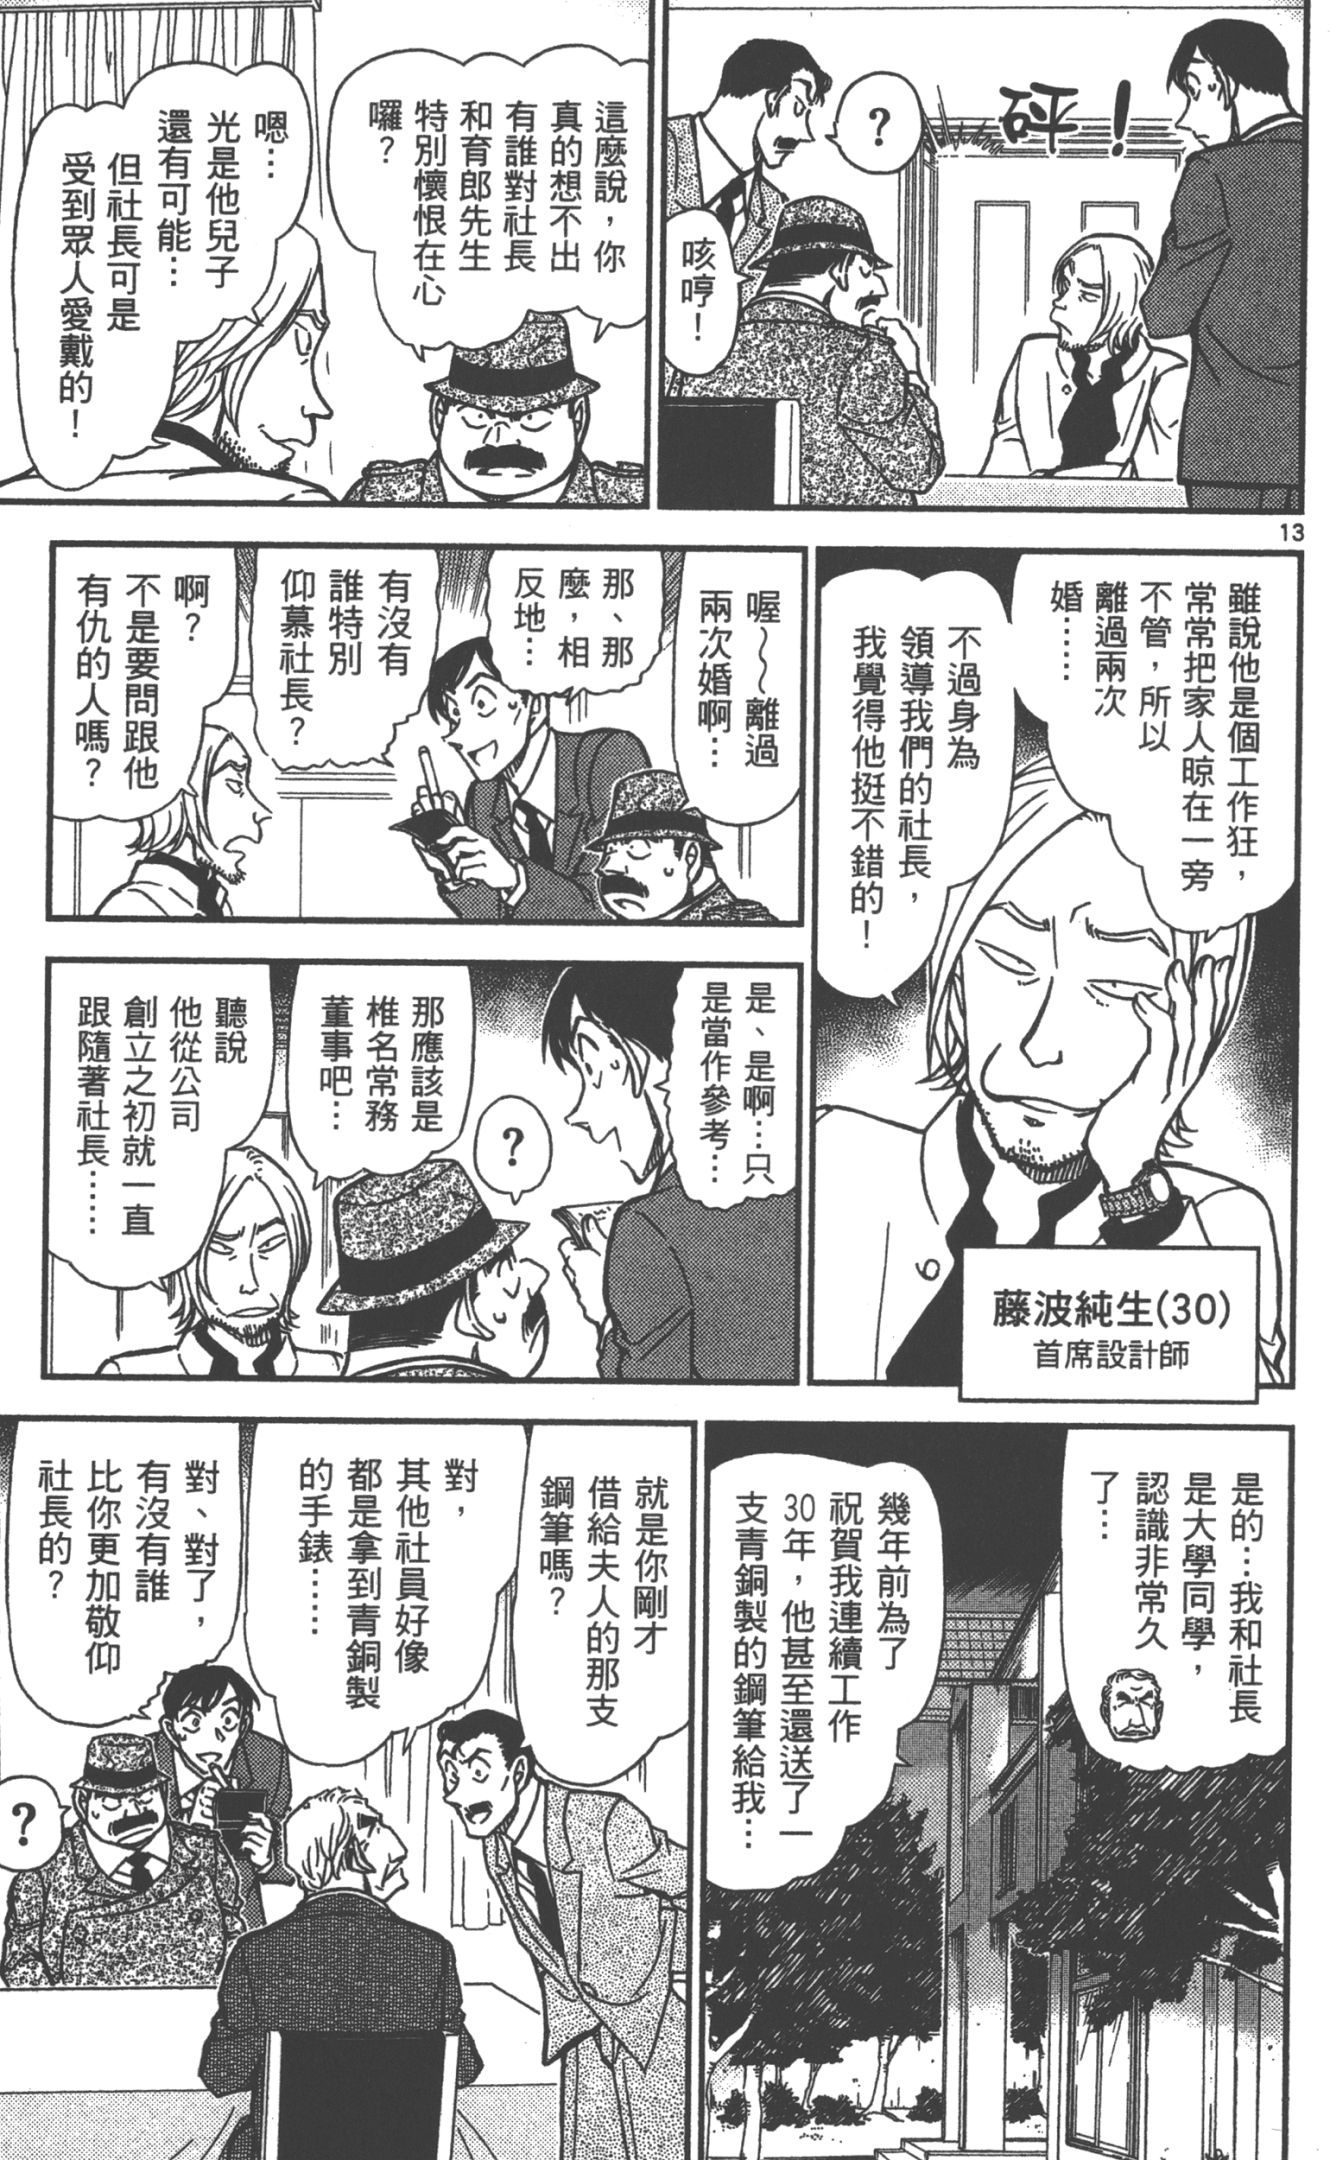 砰！
？
咳哼！
這麼說，你
真的想不出
有誰對社長
和育郎先生
特別懷恨在心
囉？
嗯…
光是他兒子
還有可能…
但社長可是
受到眾人愛戴的！
13
雖說他是個工作狂，
常常把家人晾在一旁
不管，所以
離過兩次
婚……
不過身為
領導我們的社長，
我覺得他挺不錯的！
藤波純生(30)
首席設計師
喔～～離過
兩次婚啊…
那、那
麼，相
反地…
有沒有
誰特別
仰慕社長？
啊？
不是要問跟他
有仇的人嗎？
是、是啊…只
是當作參考…
？
那應該是
椎名常務
董事吧…
聽說
他從公司
創立之初就一直
跟隨著社長……
是的…我和社長
是大學同學，
認識非常久
了…
幾年前為了
祝賀我連續工作
30年，他甚至還送了一
支青銅製的鋼筆給我…
就是你剛才
借給夫人的那支
鋼筆嗎？
對，
其他社員好像
都是拿到青銅製
的手錶……
對、對了，
有沒有誰
比你更加敬仰
社長的？
？